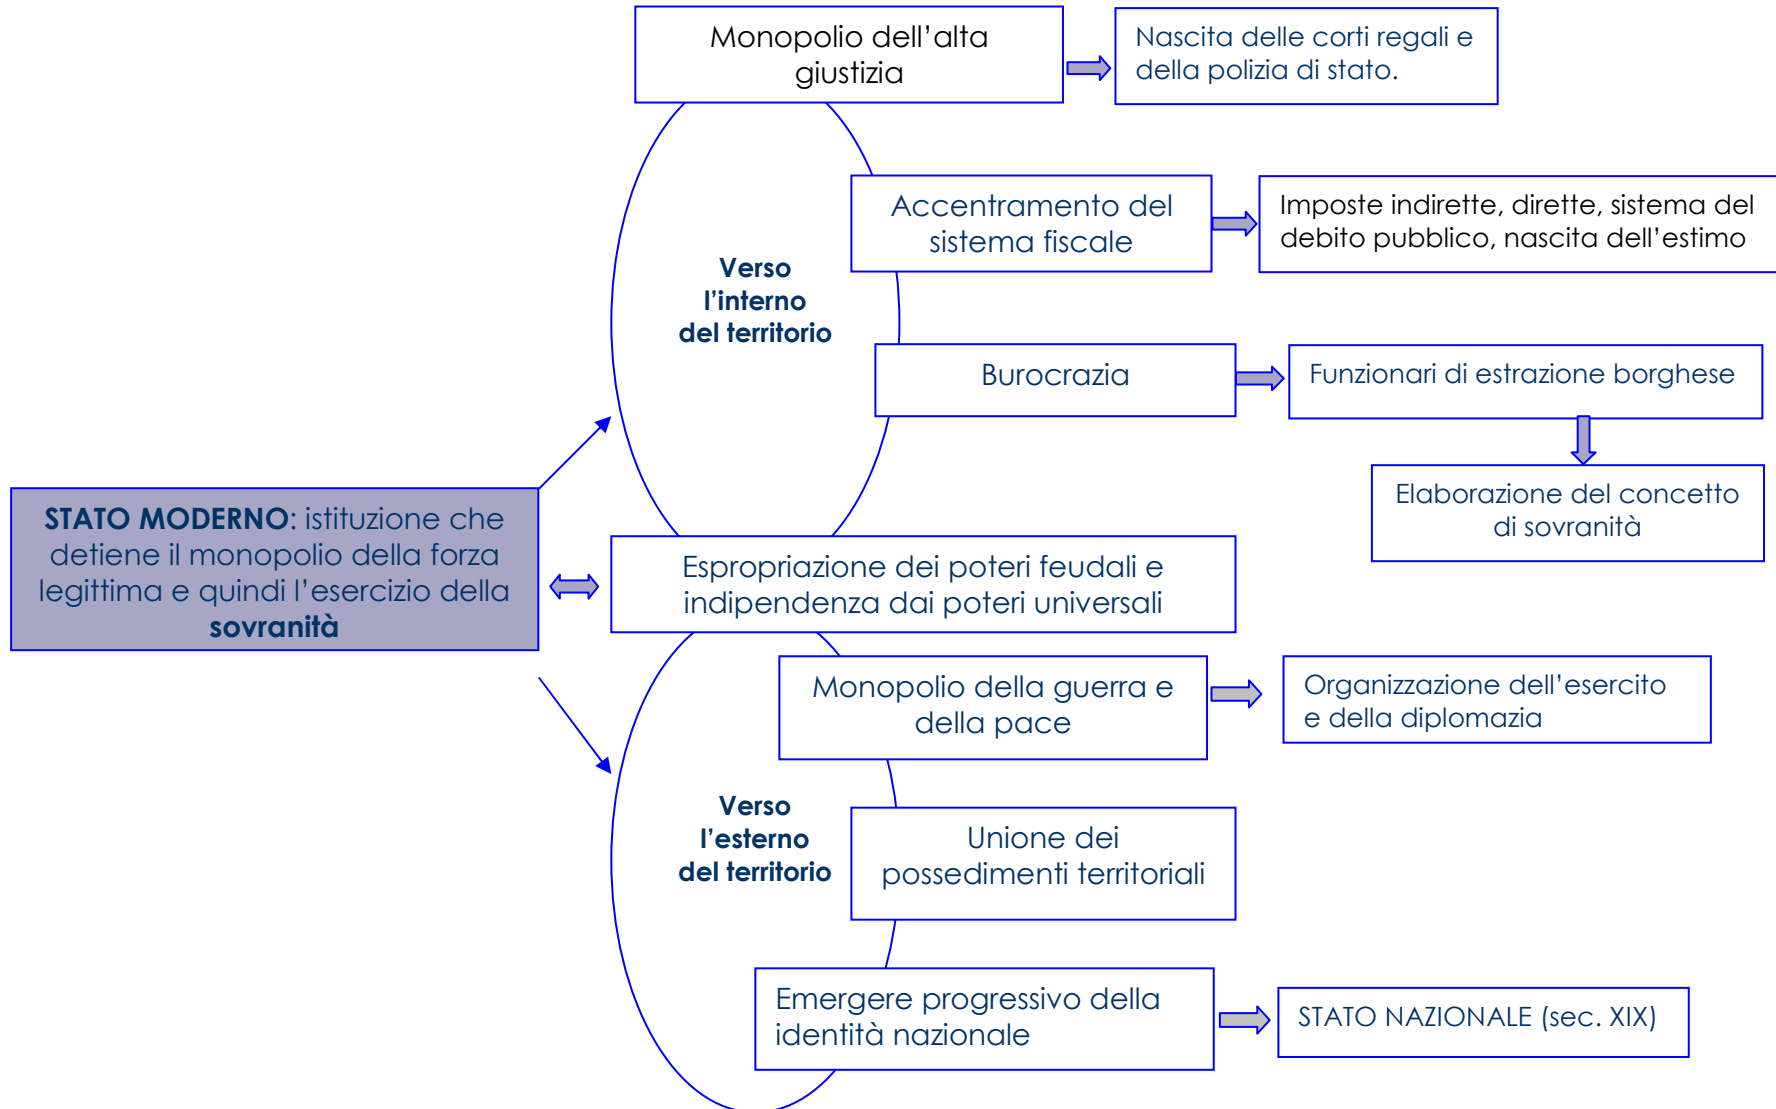 Monopolio dell’alta
giustizia
Nascita delle corti regali e
della polizia di stato.
Accentramento del
sistema fiscale
Imposte indirette, dirette, sistema del
debito pubblico, nascita dell’estimo
Verso
l’interno
del territorio
Burocrazia
Funzionari di estrazione borghese
Elaborazione del concetto
di sovranità
STATO MODERNO: istituzione che
detiene il monopolio della forza
legittima e quindi l’esercizio della
sovranità
Espropriazione dei poteri feudali e
indipendenza dai poteri universali
Monopolio della guerra e
della pace
Organizzazione dell’esercito
e della diplomazia
Verso
l’esterno
del territorio
Unione dei
possedimenti territoriali
Emergere progressivo della
identità nazionale
STATO NAZIONALE (sec. XIX)